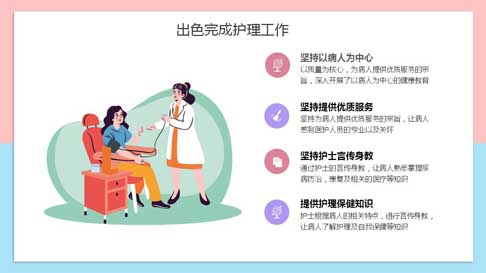 出色完成护理工作
坚持以病人为中心
以质量为核心，为病人提供优质服务的宗
旨，深入开展了以病人为中心的健康教育
坚持提供优质服务
坚持为病人提供优质服务的宗旨，让病人
感到医护人员的专业以及关怀
坚持护士言传身教
通过护士的言传身教，让病人熟悉掌握疾
病防治，康复及相关的医疗等知识
提供护理保健知识
护士根据病人的相关特点，进行言传身教，
让病人了解护理及自我保健等知识